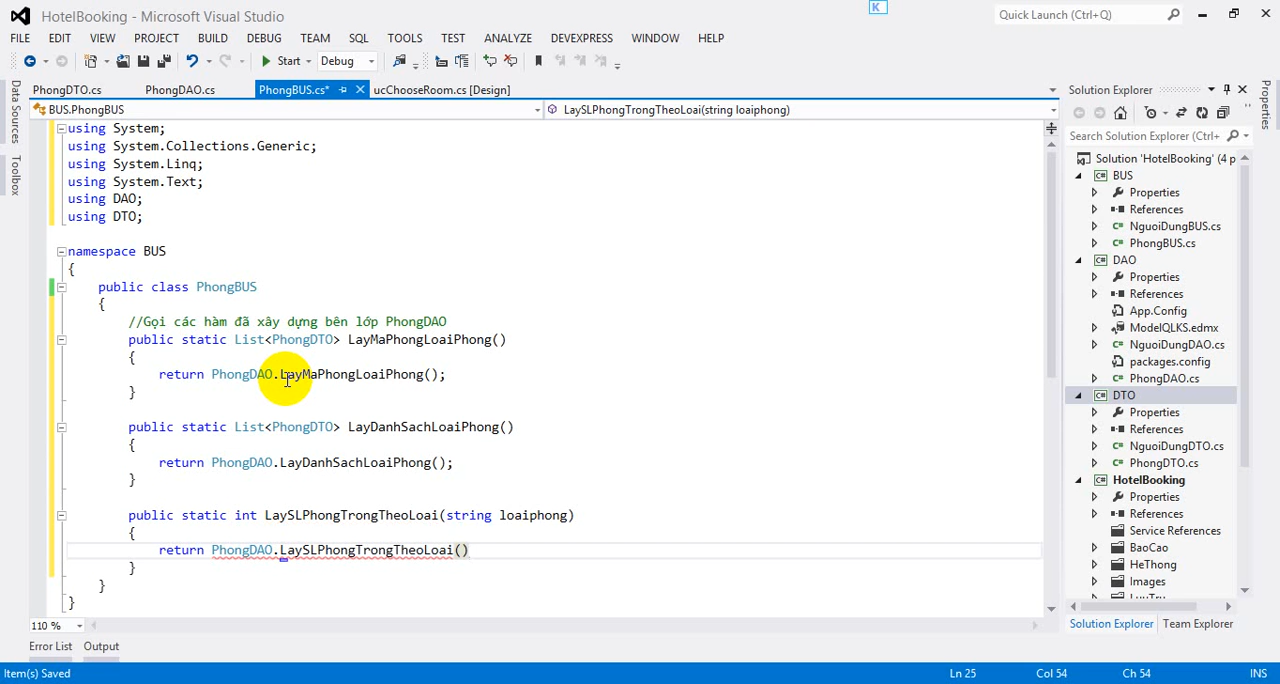 HotelBooking - Microsoft Visual Studio
K
Quick Launch (Ctrl+Q)
FILE EDIT VIEW PROJECT BUILD DEBUG TEAM SQL TOOLS TEST ANALYZE DEVEXPRESS WINDOW HELP
Start Debug
Data Sources
Toolbox
PhongDTO.cs PhongDAO.cs PhongBUS.cs* ucChooseRoom.cs [Design]
BUS.PhongBUS LaySLPhongTrongTheoLoai(string loaiphong)
using System;
using System.Collections.Generic;
using System.Linq;
using System.Text;
using DAO;
using DTO;
namespace BUS
{
public class PhongBUS
{
//Gọi các hàm đã xây dựng bên lớp PhongDAO
public static List<PhongDTO> LayMaPhongLoaiPhong()
{
return PhongDAO.LayMaPhongLoaiPhong();
}
public static List<PhongDTO> LayDanhSachLoaiPhong()
{
return PhongDAO.LayDanhSachLoaiPhong();
}
public static int LaySLPhongTrongTheoLoai(string loaiphong)
{
return PhongDAO.LaySLPhongTrongTheoLoai()
}
}
}
110 %
Error List Output
Solution Explorer
Search Solution Explorer (Ctrl+
Solution 'HotelBooking' (4 p
BUS
Properties
References
NguoiDungBUS.cs
PhongBUS.cs
DAO
Properties
References
App.Config
ModelQLKS.edmx
NguoiDungDAO.cs
packages.config
PhongDAO.cs
DTO
Properties
References
NguoiDungDTO.cs
PhongDTO.cs
HotelBooking
Properties
References
Service References
BaoCao
HeThong
Images
LuuTru
Solution Explorer Team Explorer
Properties
Item(s) Saved Ln 25 Col 54 Ch 54 INS